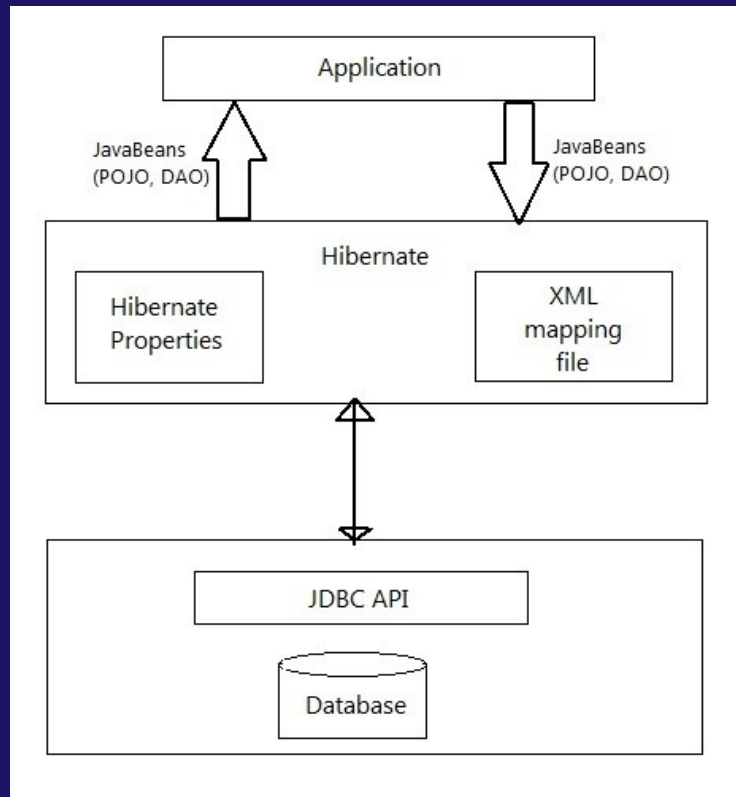 Application
JavaBeans
(POJO, DAO)
JavaBeans
(POJO, DAO)
Hibernate
Hibernate
Properties
XML
mapping
file
JDBC API
Database